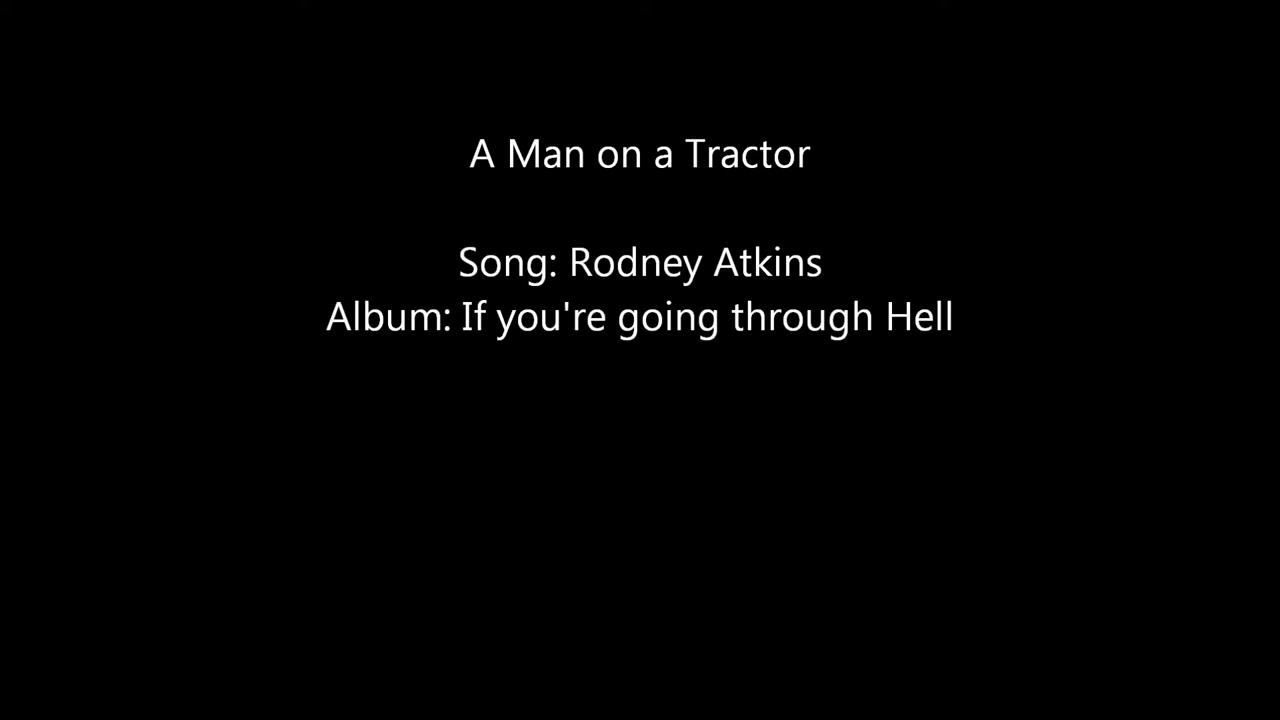 A Man on a Tractor
Song: Rodney Atkins
Album: If you're going through Hell